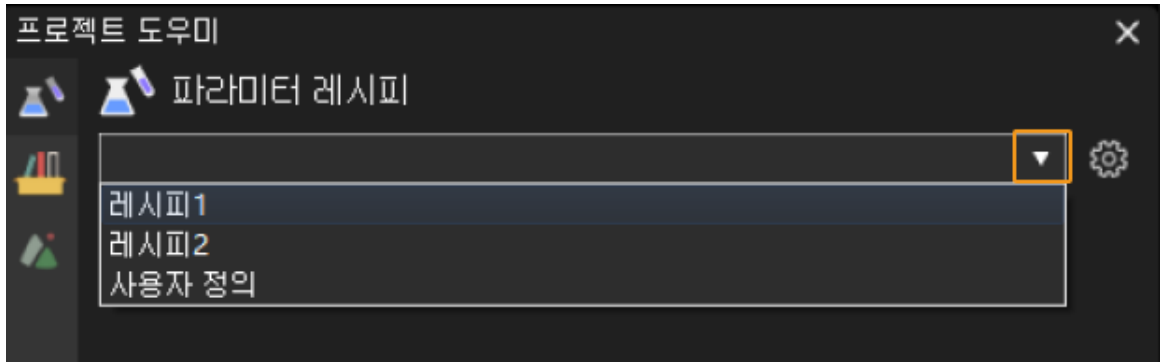 프로젝트 도우미
파라미터 레시피
레시피1
레시피2
사용자 정의